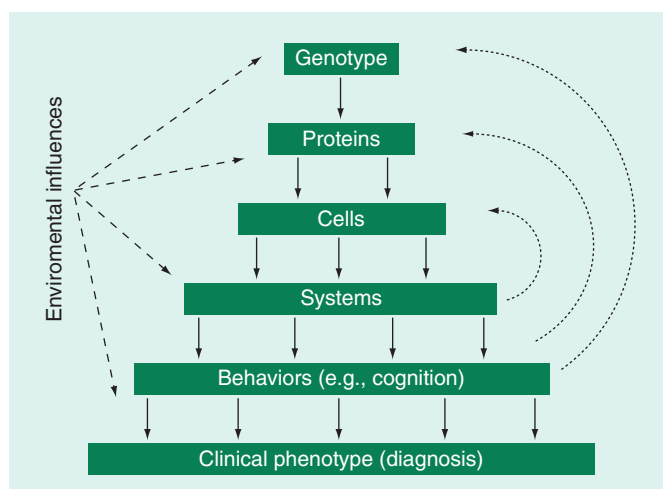 Genotype
Proteins
Cells
Systems
Behaviors (e.g., cognition)
Clinical phenotype (diagnosis)
Enviromental influences